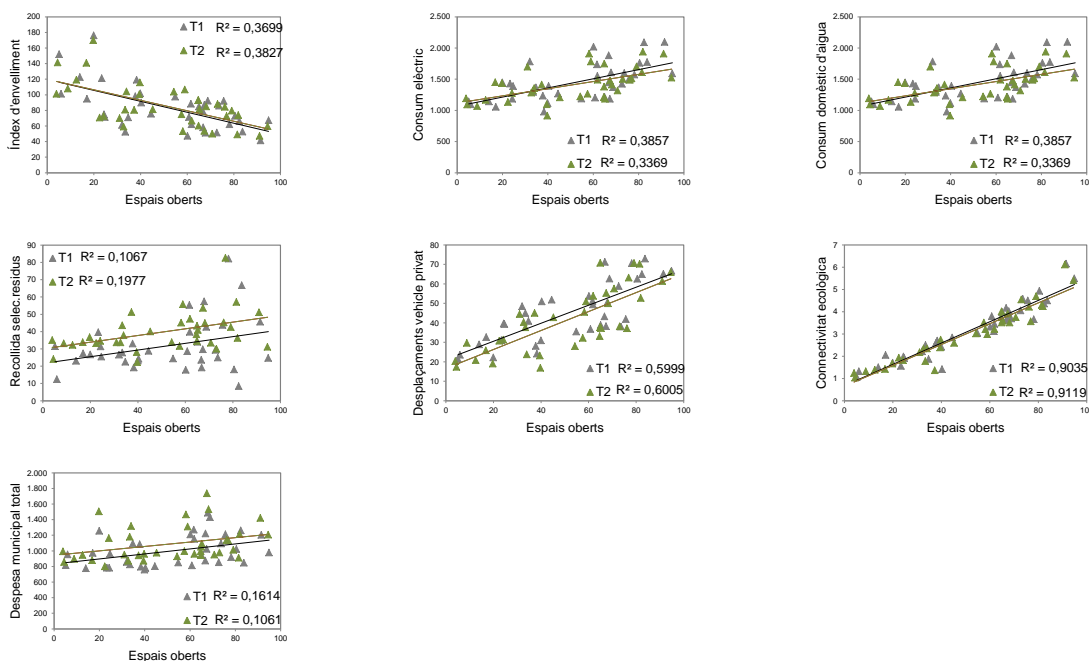 Índex d'envelliment
200
180
160
140
120
100
80
60
40
20
0
0 20 40 60 80 100
Espais oberts
T1 R² = 0,3699
T2 R² = 0,3827
Consum elèctric
2.500
2.000
1.500
1.000
500
0
0 20 40 60 80 100
Espais oberts
T1 R² = 0,3857
T2 R² = 0,3369
Consum domèstic d'aigua
2.500
2.000
1.500
1.000
500
0
0 20 40 60 80 10
Espais oberts
T1 R² = 0,3857
T2 R² = 0,3369
Recollida selec.residus
90
80
70
60
50
40
30
20
10
0
0 20 40 60 80 100
Espais oberts
T1 R² = 0,1067
T2 R² = 0,1977
Desplaçaments vehicle privat
80
70
60
50
40
30
20
10
0
0 20 40 60 80 100
Espais oberts
T1 R² = 0,5999
T2 R² = 0,6005
Connectivitat ecològica
7
6
5
4
3
2
1
0
0 20 40 60 80 10
Espais oberts
T1 R² = 0,9035
T2 R² = 0,9119
Despesa municipal total
2.000
1.800
1.600
1.400
1.200
1.000
800
600
400
200
0
0 20 40 60 80 100
Espais oberts
T1 R² = 0,1614
T2 R² = 0,1061